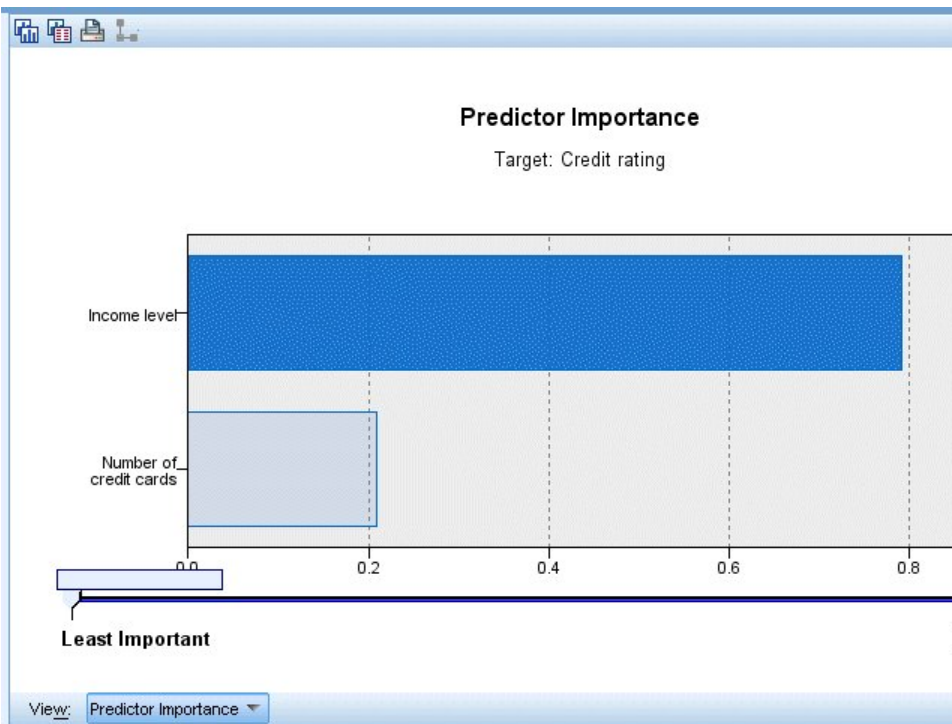 Predictor Importance
Target: Credit rating
Income level
Number of
credit cards
0.0
0.2
0.4
0.6
0.8
Least Important
View:
Predictor Importance